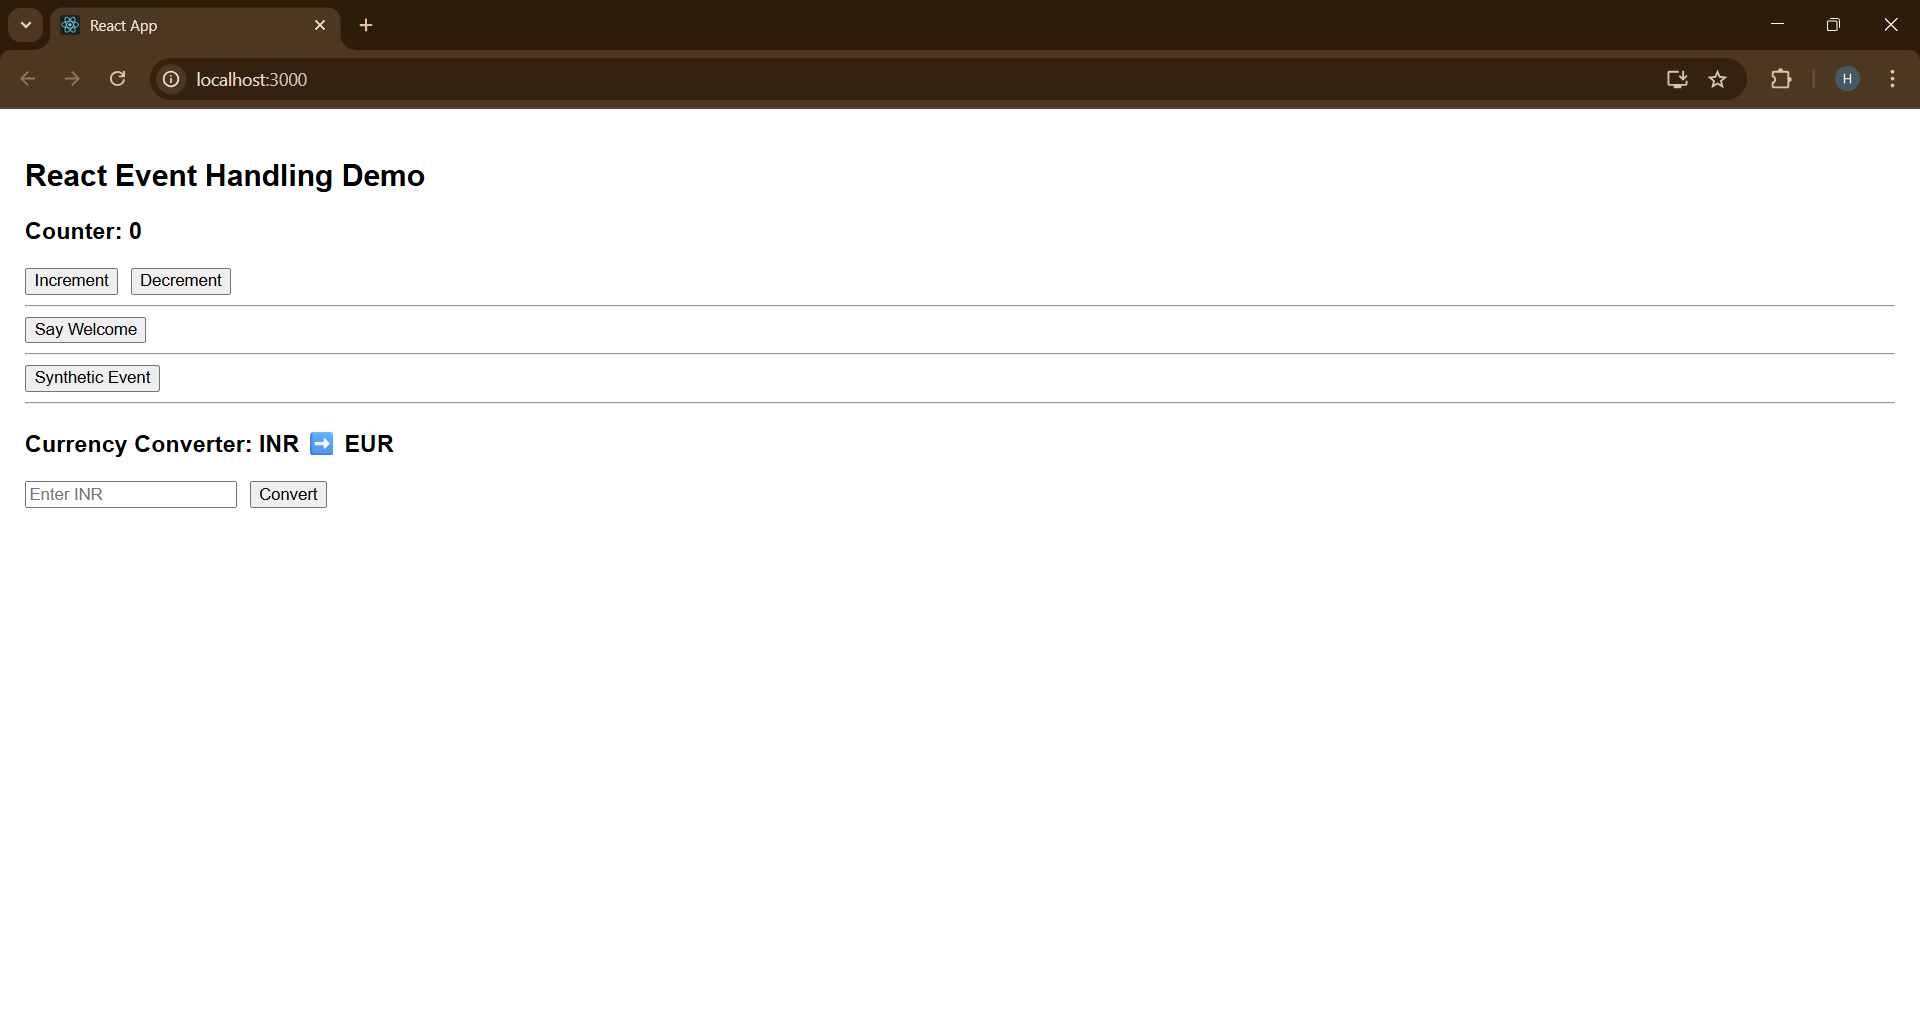 React App
localhost:3000
H
React Event Handling Demo
Counter: 0
Increment Decrement
Say Welcome
Synthetic Event
Currency Converter: INR ➡️ EUR
Enter INR Convert